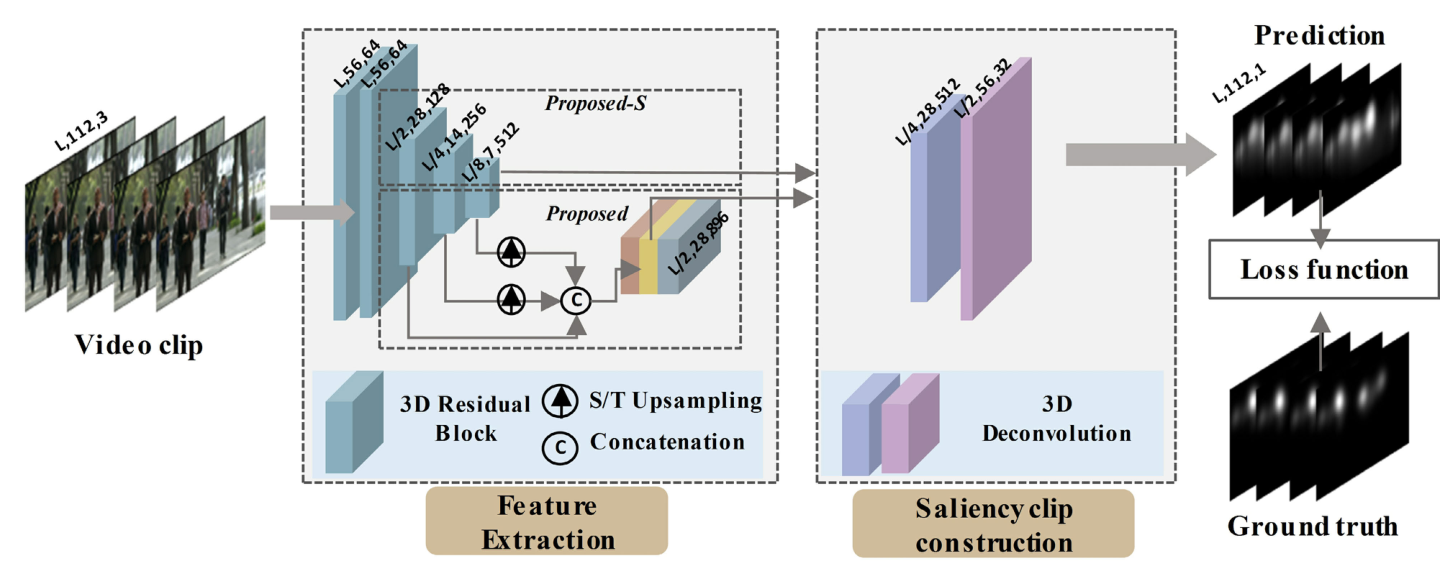 L,112,3
Video clip
L,56,64
L,56,64
L/2,28,128
L/4,14,256
L/8,7,512
Proposed-S
Proposed
C
L/2,28,896
3D Residual
Block
S/T Upsampling
C
Concatenation
Feature
Extraction
L/4,28,512
L/2,56,32
3D
Deconvolution
Saliency clip
construction
Prediction
L,112,1
Loss function
Ground truth